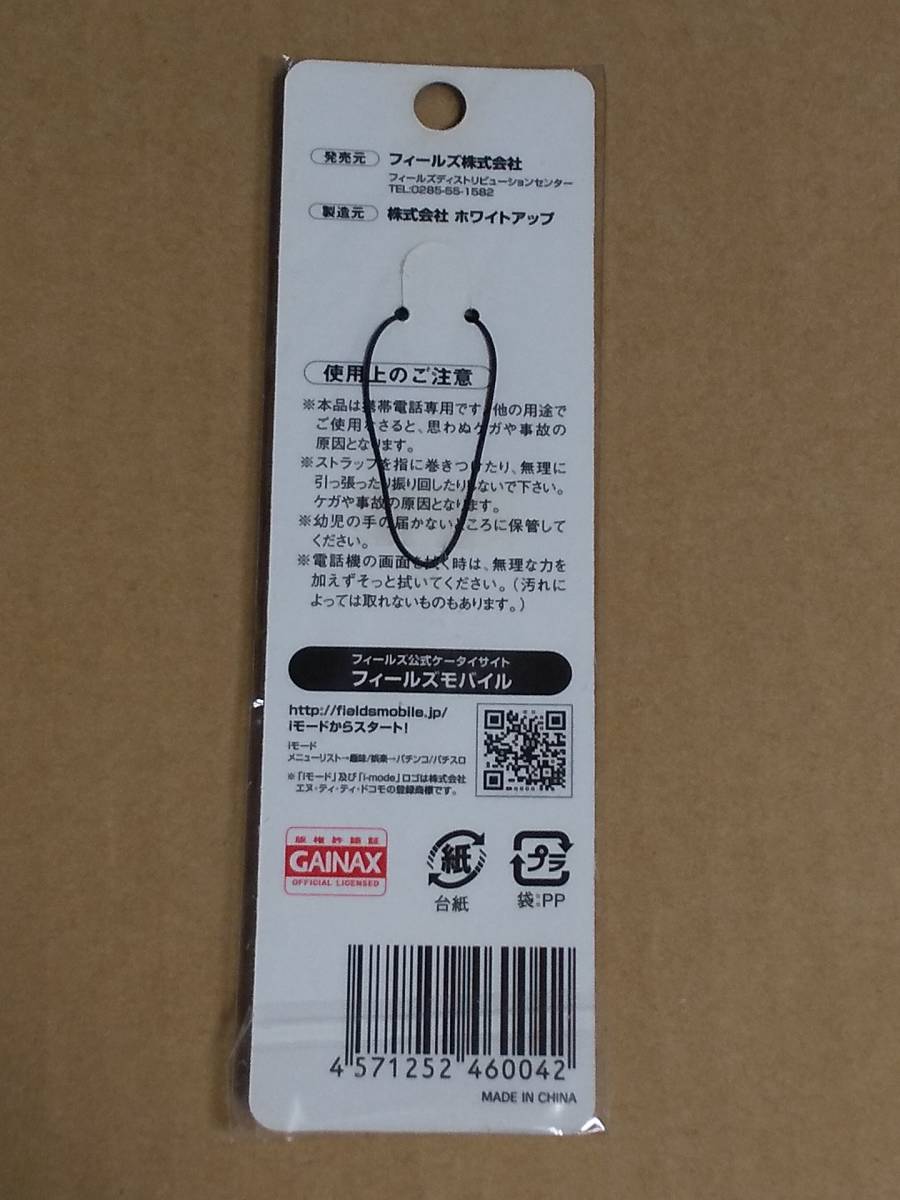 発売元 フィールズ株式会社
フィールズディストリビューションセンター
TEL:0285-55-1582
製造元 株式会社 ホワイトアップ
使用上のご注意
※本品は携帯電話専用です。他の用途で
ご使用なさると、思わぬケガや事故の
原因となります。
※ストラップを指に巻きつけたり、無理に
引っ張ったり振り回したりしないで下さい。
ケガや事故の原因となります。
※幼児の手の届かないところに保管して
ください。
※電話機の画面を拭く時は、無理な力を
加えずそっと拭いてください。（汚れに
よっては取れないものもあります。）
フィールズ公式ケータイサイト
フィールズモバイル
http://fieldsmobile.jp/
iモードからスタート!
iモード
メニューリスト→趣味/娯楽→パチンコ/パチスロ
※「iモード」及び「i-mode」ロゴは株式会社
エヌ・ティ・ティ・ドコモの登録商標です。
版権許諾証
GAINAX
OFFICIAL LICENSED
紙
台紙
プラ
袋:PP
4 571252 460042
MADE IN CHINA